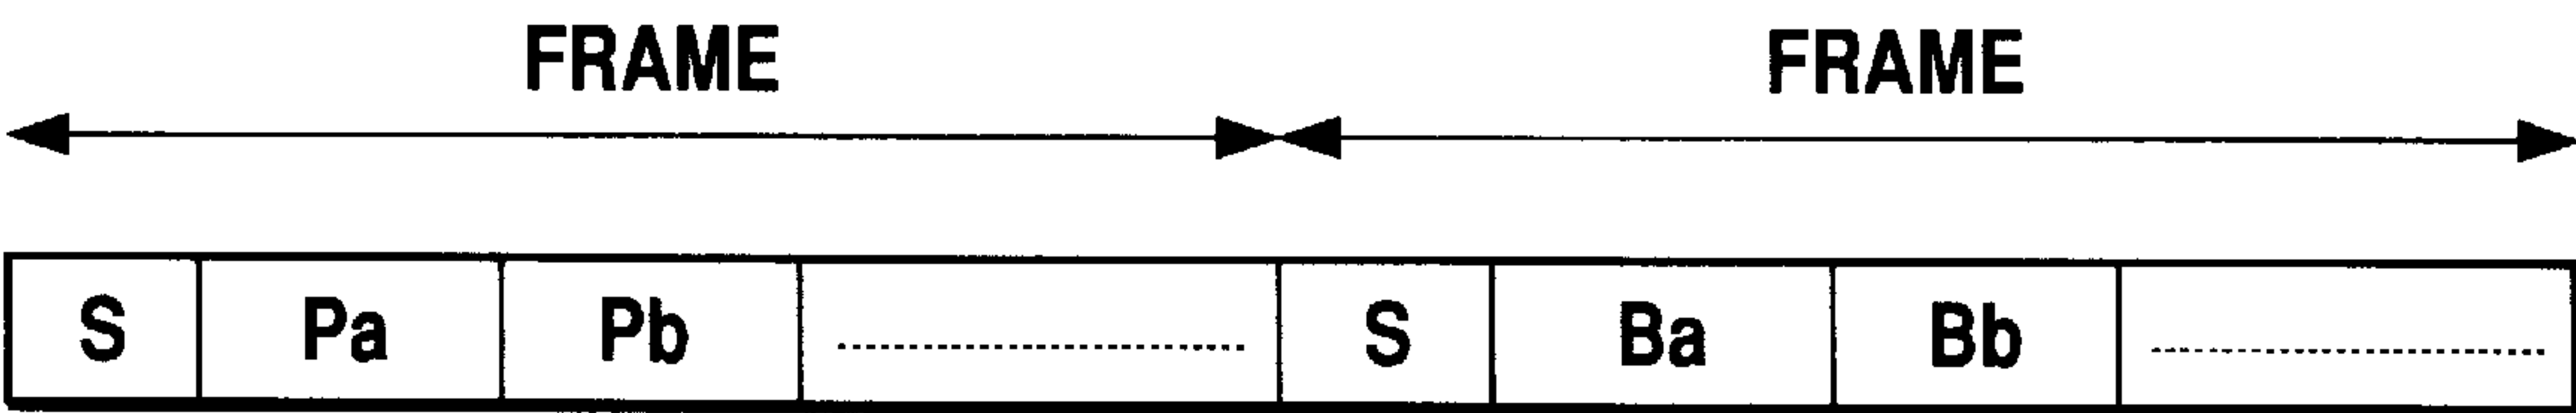 FRAME FRAME
S Pa Pb ........ S Ba Bb ........